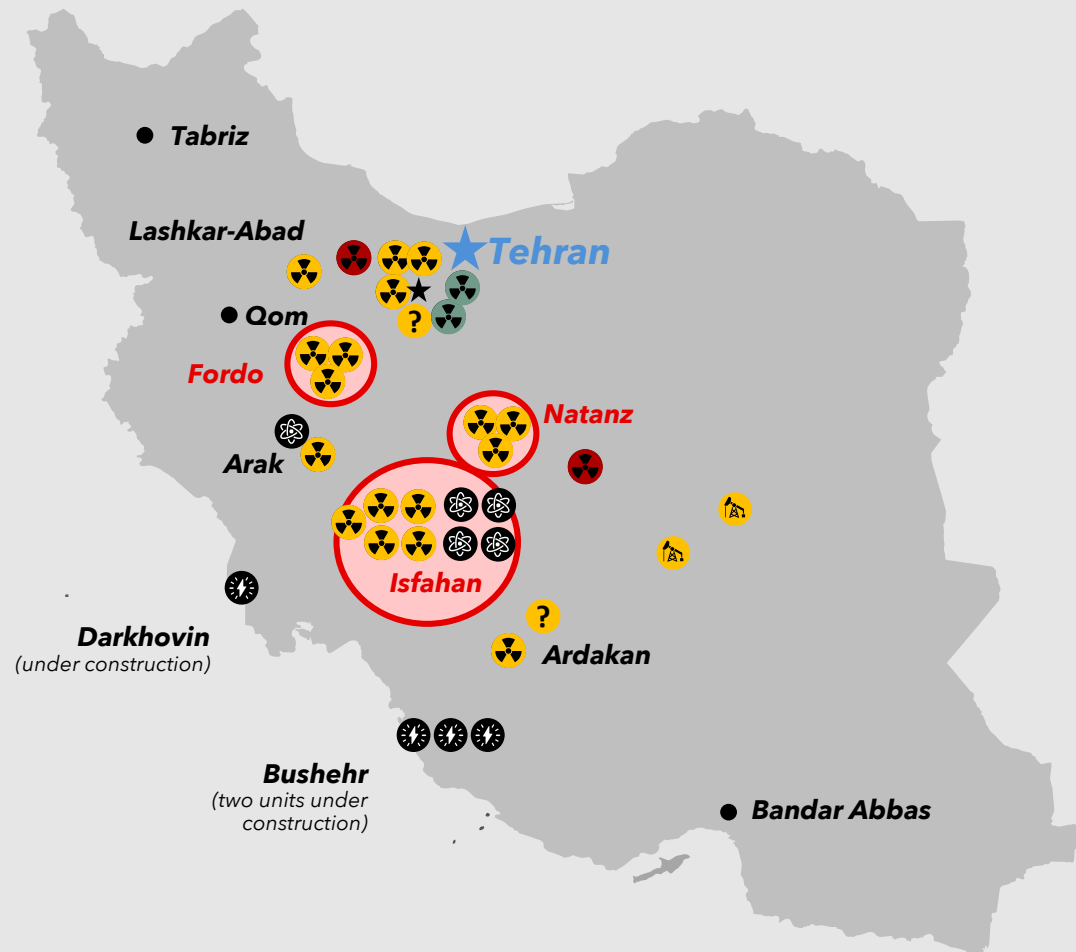 Tabriz
Lashkar-Abad
Tehran
Qom
?
Fordo
Natanz
Arak
Isfahan
?
Darkhovin
(under construction)
Ardakan
Bushehr
(two units under
construction)
Bandar Abbas